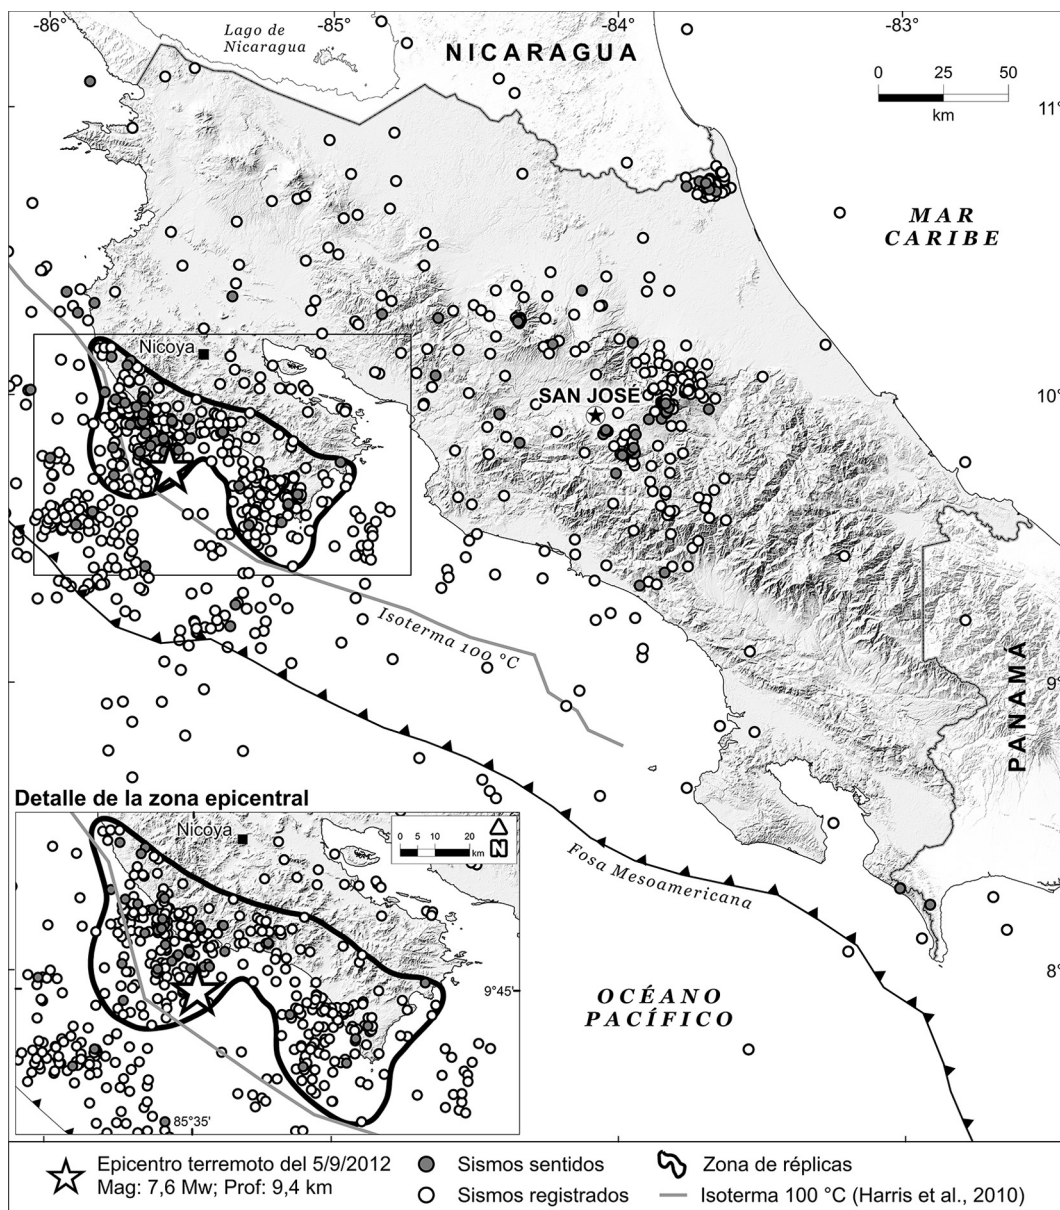 -86°
-85°
-84°
-83°
Lago de
Nicaragua
NICARAGUA
0 25 50
km
11°
MAR
CARIBE
Nicoya
SAN JOSÉ
10°
Isoterma 100 °C
PANAMÁ
9°
Detalle de la zona epicentral
Nicoya
0 5 10 20
km
N
Fosa Mesoamericana
9°45'
OCÉANO
PACÍFICO
8°
85°35'
Epicentro terremoto del 5/9/2012
Mag: 7,6 Mw; Prof: 9,4 km
Sismos sentidos
Sismos registrados
Zona de réplicas
Isoterma 100 °C (Harris et al., 2010)